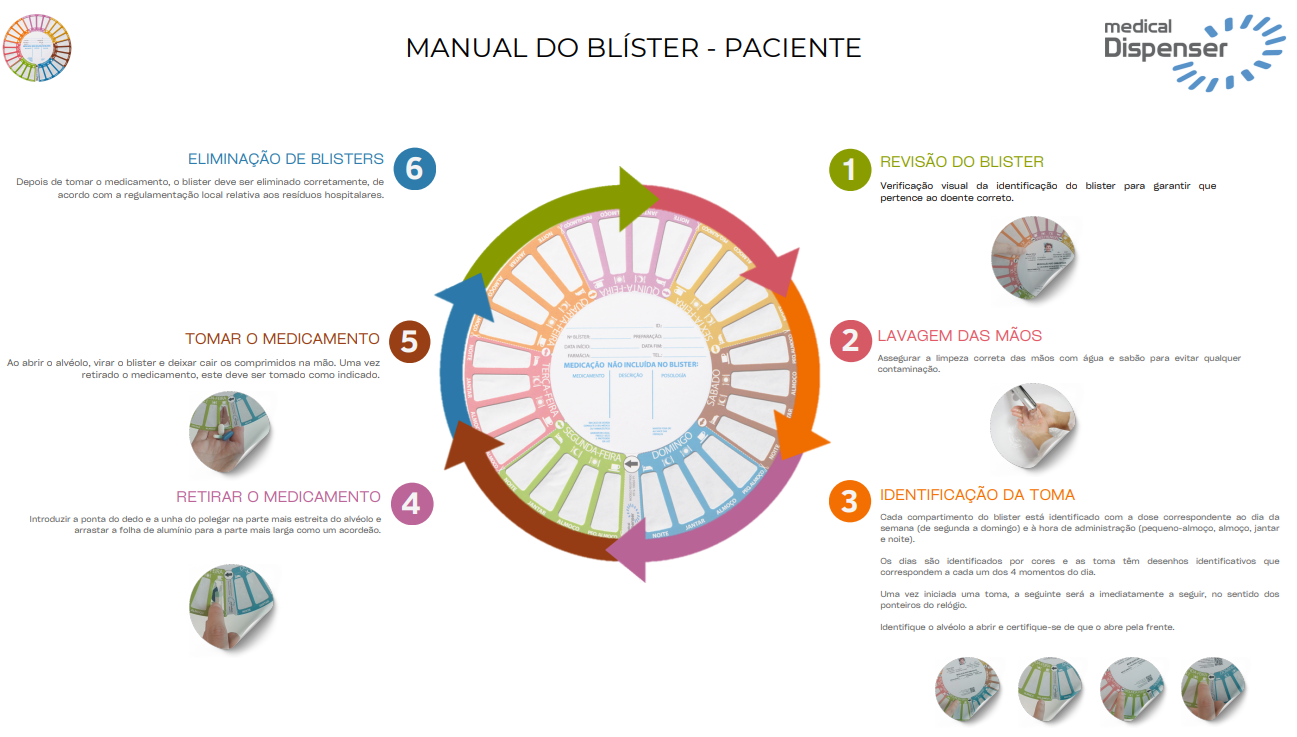 MANUAL DO BLÍSTER - PACIENTE
medical
Dispenser
6
ELIMINAÇÃO DE BLISTERS
Depois de tomar o medicamento, o blister deve ser eliminado corretamente, de
acordo com a regulamentação local relativa aos resíduos hospitalares.
1
REVISÃO DO BLISTER
Verificação visual da identificação do blister para garantir que
pertence ao doente correto.
5
TOMAR O MEDICAMENTO
Ao abrir o alvéolo, virar o blister e deixar cair os comprimidos na mão. Uma vez
retirado o medicamento, este deve ser tomado como indicado.
2
LAVAGEM DAS MÃOS
Assegurar a limpeza correta das mãos com água e sabão para evitar qualquer
contaminação.
4
RETIRAR O MEDICAMENTO
Introduzir a ponta do dedo e a unha do polegar na parte mais estreita do alvéolo e
arrastar a folha de alumínio para a parte mais larga como um acordeão.
3
IDENTIFICAÇÃO DA TOMA
Cada compartimento do blister está identificado com a dose correspondente ao dia da
semana (de segunda a domingo) e à hora de administração (pequeno-almoço, almoço, jantar
e noite).
Os dias são identificados por cores e as toma têm desenhos identificativos que
correspondem a cada um dos 4 momentos do dia.
Uma vez iniciada uma toma, a seguinte será a imediatamente a seguir, no sentido dos
ponteiros do relógio.
Identifique o alvéolo a abrir e certifique-se de que o abre pela frente.
QUINTA-FEIRA
SEXTA-FEIRA
SÁBADO
DOMINGO
SEGUNDA-FEIRA
TERÇA-FEIRA
QUARTA-FEIRA
ID.:
Nº BLISTER: PREPARAÇÃO:
DATA INÍCIO: DATA FIM:
FARMÁCIA: TEL.:
MEDICAÇÃO NÃO INCLUÍDA NO BLISTER:
MEDICAMENTO DESCRIÇÃO POSOLOGIA
NOITE
JANTAR
ALMOÇO
PEQ.ALMOÇO